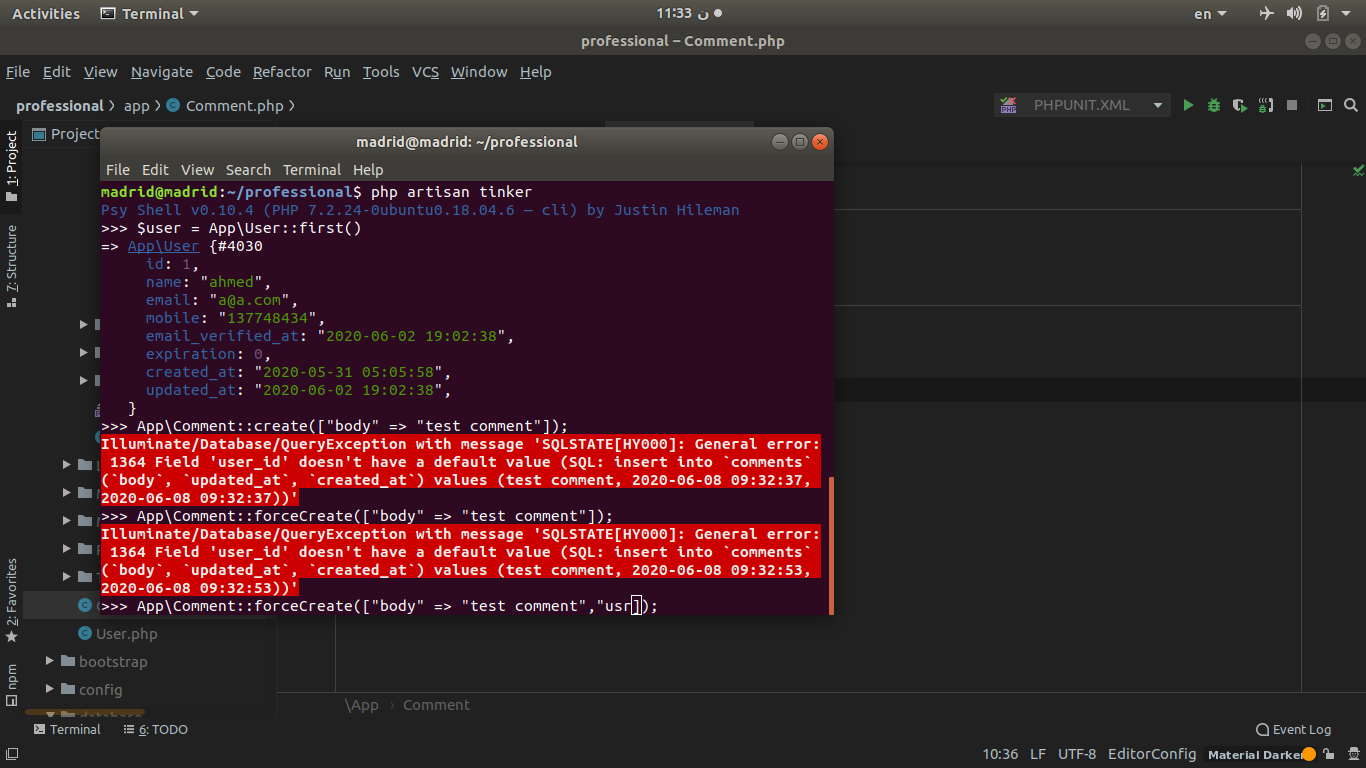 Activities
Terminal
11:33 ن
en
professional – Comment.php
File Edit View Navigate Code Refactor Run Tools VCS Window Help
professional app Comment.php
PHPUNIT.XML
1: Project
Project
7: Structure
2: Favorites
npm
madrid@madrid: ~/professional
File Edit View Search Terminal Help
madrid@madrid:~/professional$ php artisan tinker
Psy Shell v0.10.4 (PHP 7.2.24-0ubuntu0.18.04.6 — cli) by Justin Hileman
>>> $user = App\User::first()
=> App\User {#4030
id: 1,
name: "ahmed",
email: "a@a.com",
mobile: "137748434",
email_verified_at: "2020-06-02 19:02:38",
expiration: 0,
created_at: "2020-05-31 05:05:58",
updated_at: "2020-06-02 19:02:38",
}
>>> App\Comment::create(["body" => "test comment"]);
Illuminate/Database/QueryException with message 'SQLSTATE[HY000]: General error:
1364 Field 'user_id' doesn't have a default value (SQL: insert into `comments`
(`body`, `updated_at`, `created_at`) values (test comment, 2020-06-08 09:32:37,
2020-06-08 09:32:37))'
>>> App\Comment::forceCreate(["body" => "test comment"]);
Illuminate/Database/QueryException with message 'SQLSTATE[HY000]: General error:
1364 Field 'user_id' doesn't have a default value (SQL: insert into `comments`
(`body`, `updated_at`, `created_at`) values (test comment, 2020-06-08 09:32:53,
2020-06-08 09:32:53))'
>>> App\Comment::forceCreate(["body" => "test comment","usr]);
User.php
bootstrap
config
database
\App › Comment
Terminal
6: TODO
Event Log
10:36 LF UTF-8 EditorConfig Material Darker